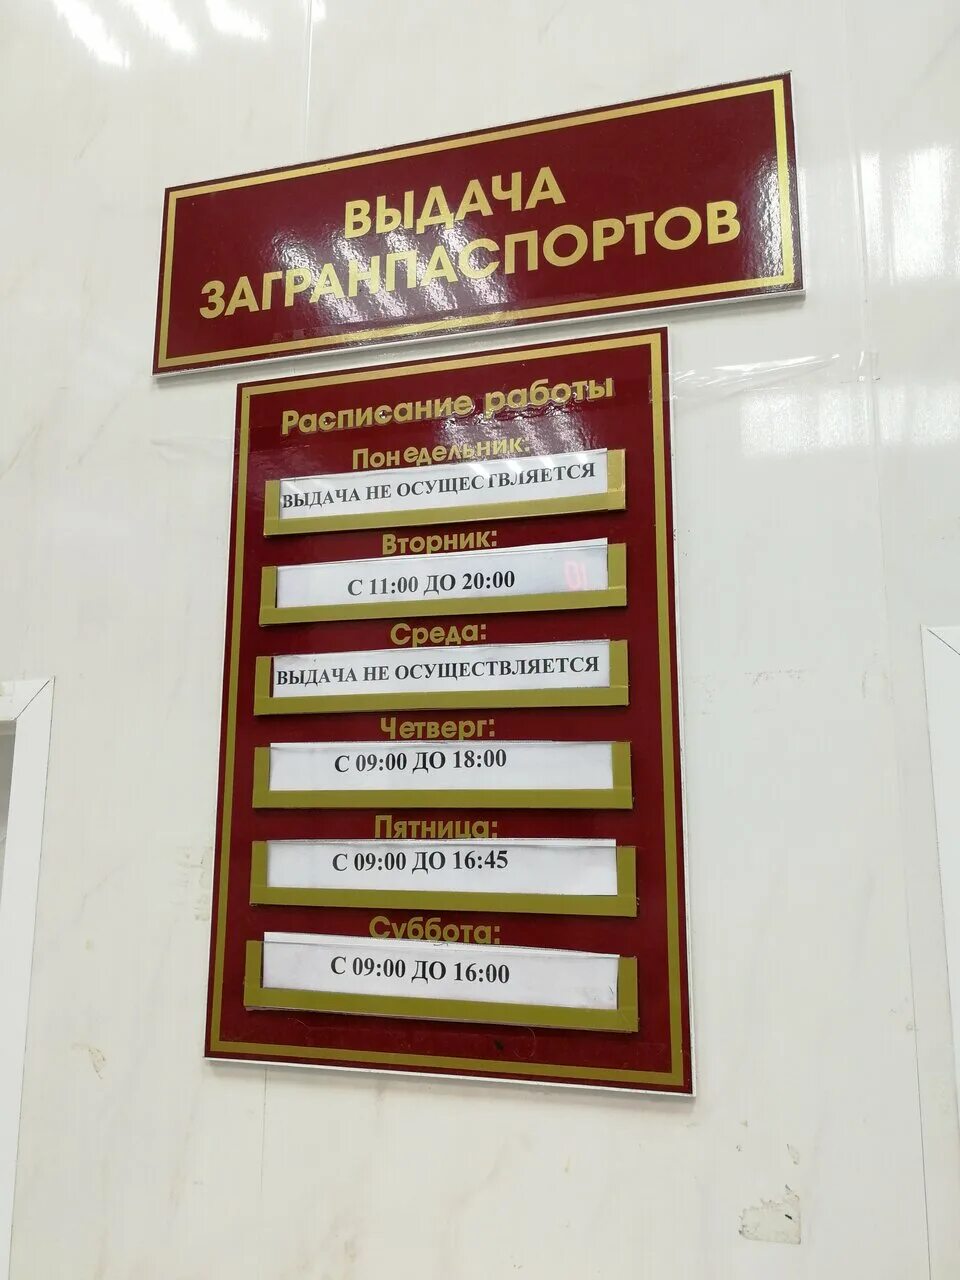 ВЫДАЧА
ЗАГРАНПАСПОРТОВ
Расписание работы
Понедельник:
ВЫДАЧА НЕ ОСУЩЕСТВЛЯЕТСЯ
Вторник:
С 11:00 ДО 20:00
Среда:
ВЫДАЧА НЕ ОСУЩЕСТВЛЯЕТСЯ
Четверг:
С 09:00 ДО 18:00
Пятница:
С 09:00 ДО 16:45
Суббота:
С 09:00 ДО 16:00